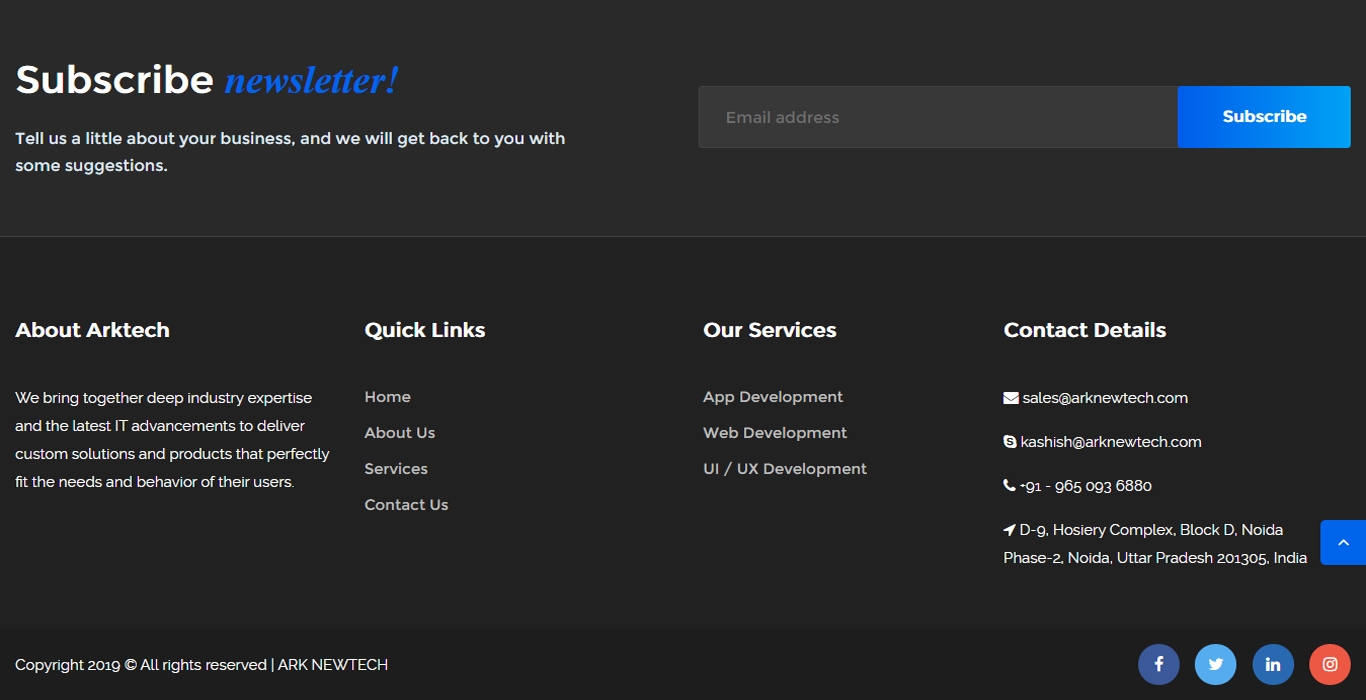 Subscribe newsletter!
Tell us a little about your business, and we will get back to you with
some suggestions.
Email address
Subscribe
About Arktech
We bring together deep industry expertise
and the latest IT advancements to deliver
custom solutions and products that perfectly
fit the needs and behavior of their users.
Quick Links
Home
About Us
Services
Contact Us
Our Services
App Development
Web Development
UI / UX Development
Contact Details
sales@arknewtech.com
kashish@arknewtech.com
+91 - 965 093 6880
D-9, Hosiery Complex, Block D, Noida
Phase-2, Noida, Uttar Pradesh 201305, India
Copyright 2019 © All rights reserved | ARK NEWTECH